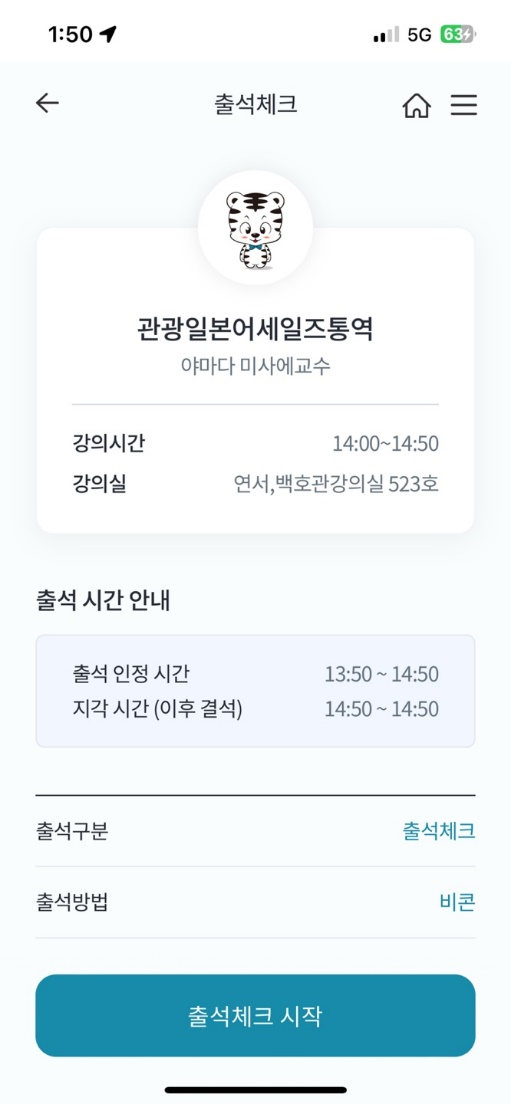 1:50
5G
63
출석체크
관광일본어세일즈통역
야마다 미사에교수
강의시간 14:00~14:50
강의실 연서,백호관강의실 523호
출석 시간 안내
출석 인정 시간 13:50 ~ 14:50
지각 시간 (이후 결석) 14:50 ~ 14:50
출석구분 출석체크
출석방법 비콘
출석체크 시작